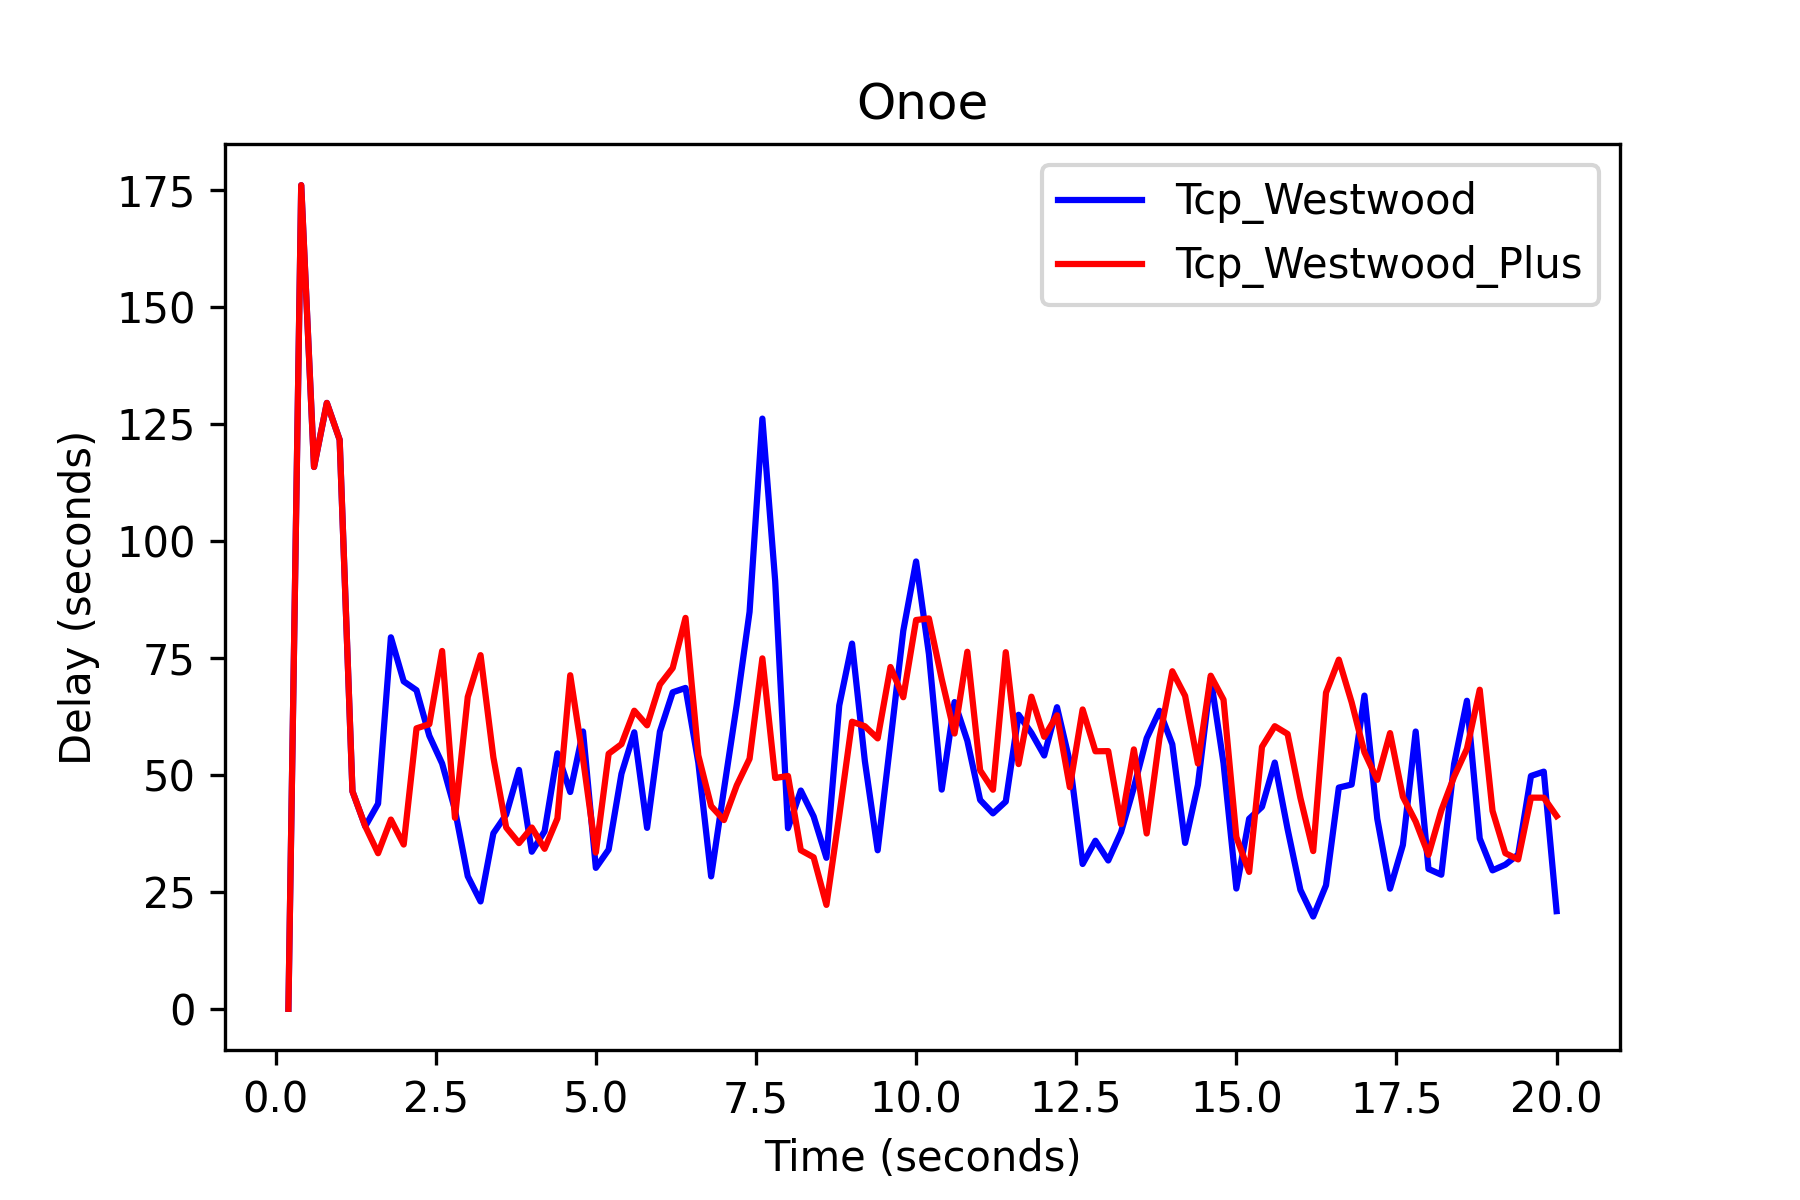 Onoe
Tcp_Westwood
Tcp_Westwood_Plus
Delay (seconds)
175
150
125
100
75
50
25
0
0.0 2.5 5.0 7.5 10.0 12.5 15.0 17.5 20.0
Time (seconds)